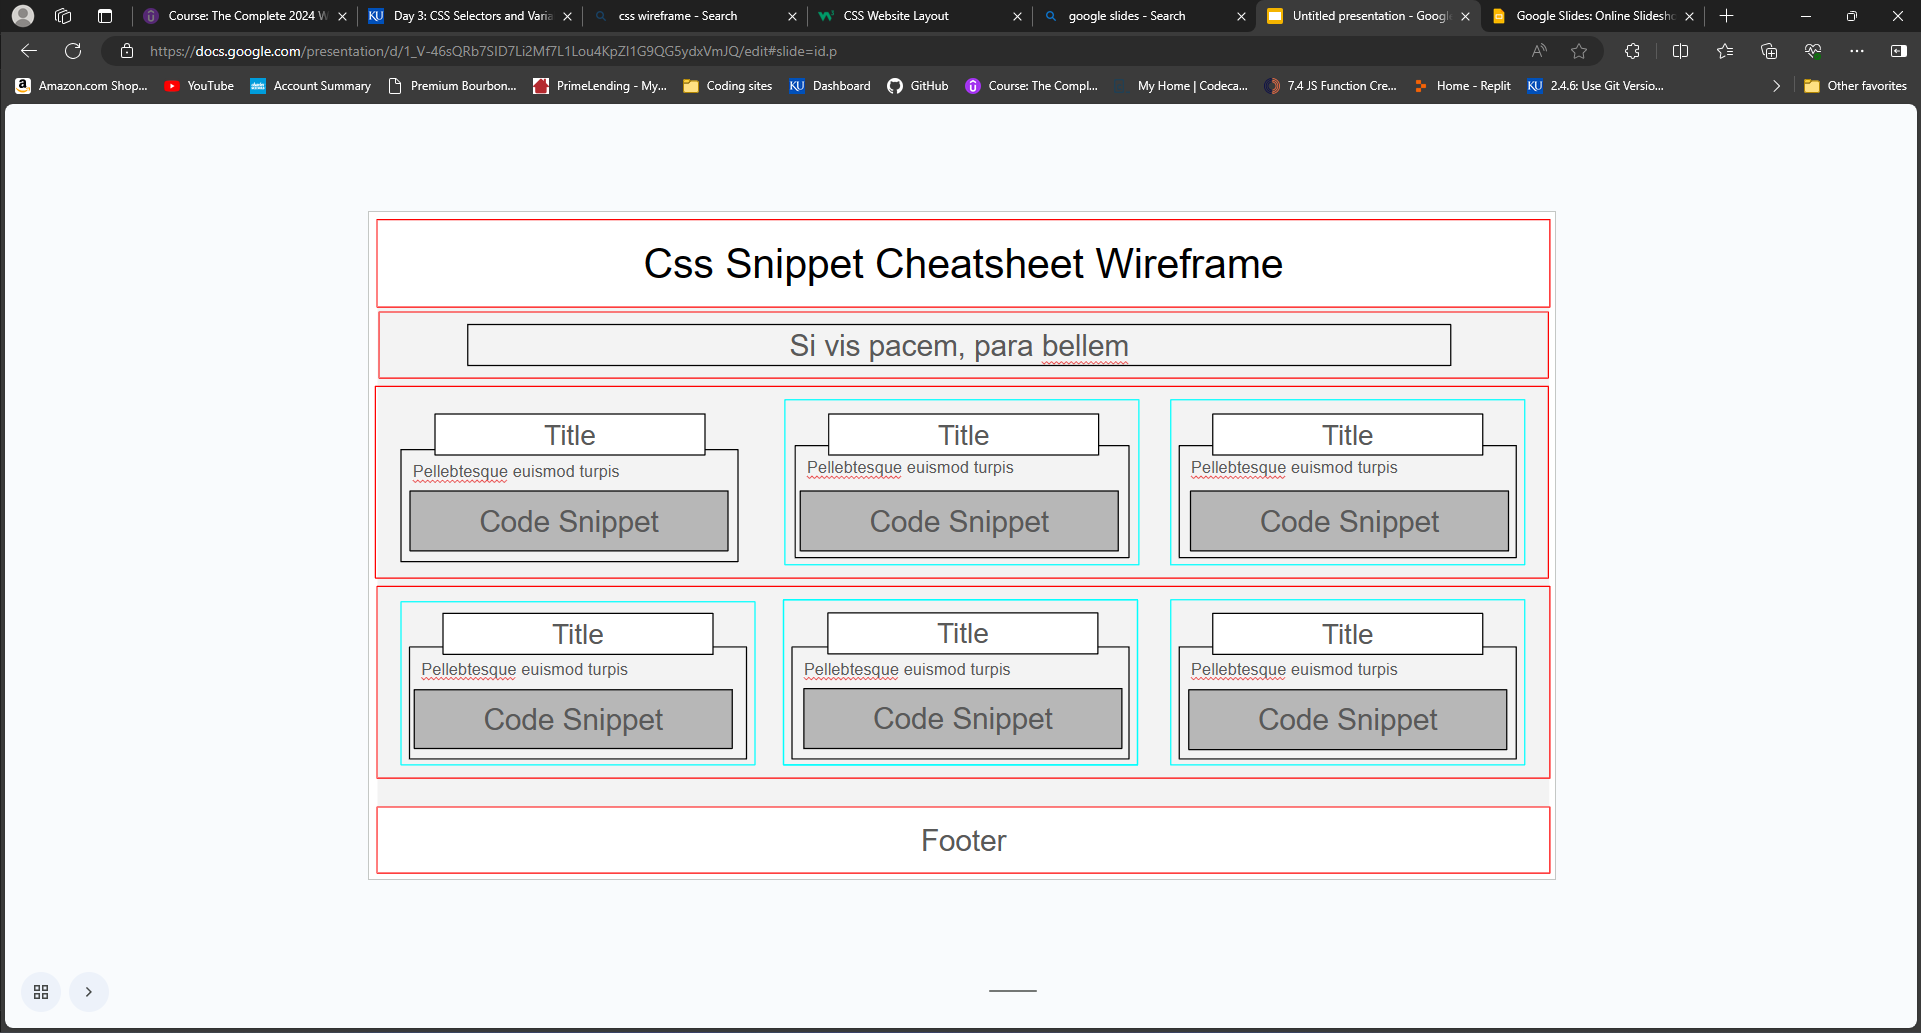 Course: The Complete 2024 W
Day 3: CSS Selectors and Varia
css wireframe - Search
CSS Website Layout
google slides - Search
Untitled presentation - Googl
Google Slides: Online Slidesho
https://docs.google.com/presentation/d/1_V-46sQRb7SID7Li2Mf7L1Lou4KpZI1G9QG5ydxVmJQ/edit#slide=id.p
Amazon.com Shop...
YouTube
Account Summary
Premium Bourbon...
PrimeLending - My...
Coding sites
KU Dashboard
GitHub
Course: The Compl...
My Home | Codeca...
7.4 JS Function Cre...
Home - Replit
KU 2.4.6: Use Git Versio...
Other favorites
Css Snippet Cheatsheet Wireframe
Si vis pacem, para bellem
Title
Pellebtesque euismod turpis
Code Snippet
Title
Pellebtesque euismod turpis
Code Snippet
Title
Pellebtesque euismod turpis
Code Snippet
Title
Pellebtesque euismod turpis
Code Snippet
Title
Pellebtesque euismod turpis
Code Snippet
Title
Pellebtesque euismod turpis
Code Snippet
Footer